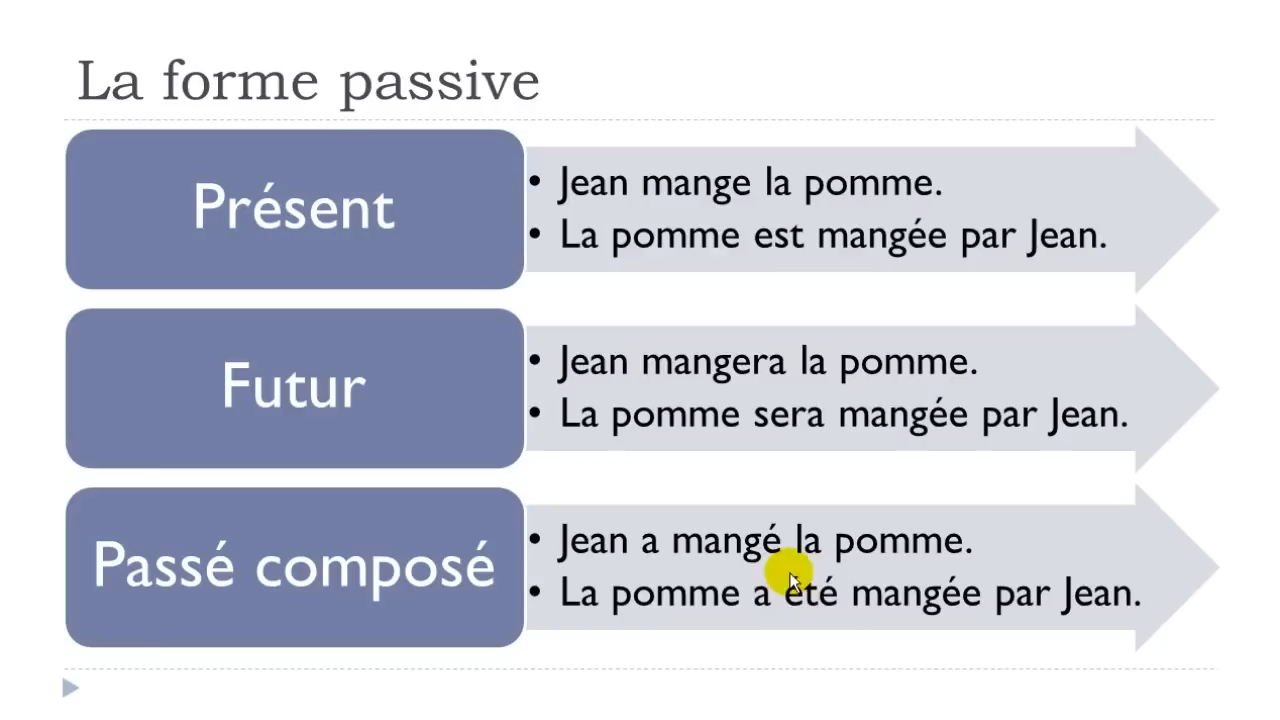 La forme passive
Présent
• Jean mange la pomme.
• La pomme est mangée par Jean.
Futur
• Jean mangera la pomme.
• La pomme sera mangée par Jean.
Passé composé
• Jean a mangé la pomme.
• La pomme a été mangée par Jean.